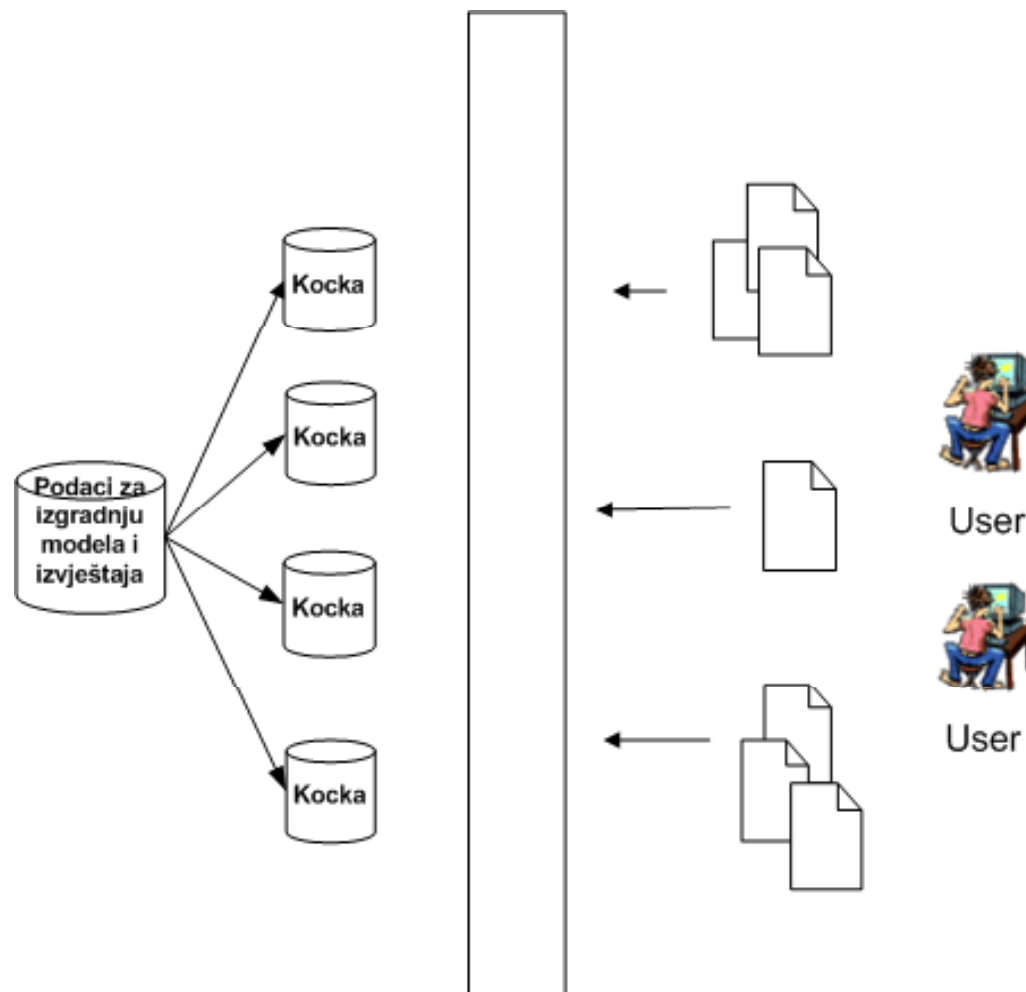 Kocka
Kocka
Podaci za
izgradnju
modela i
izvještaja
Kocka
Kocka
User
User